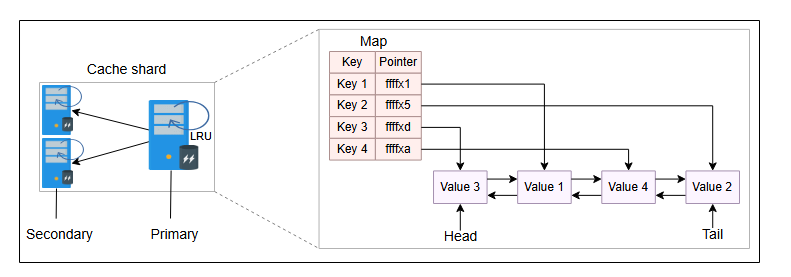 Cache shard
LRU
Secondary
Primary
Map
Key Pointer
Key 1 ffffx1
Key 2 ffffx5
Key 3 ffffxd
Key 4 ffffxa
Value 3 Value 1 Value 4 Value 2
Head
Tail